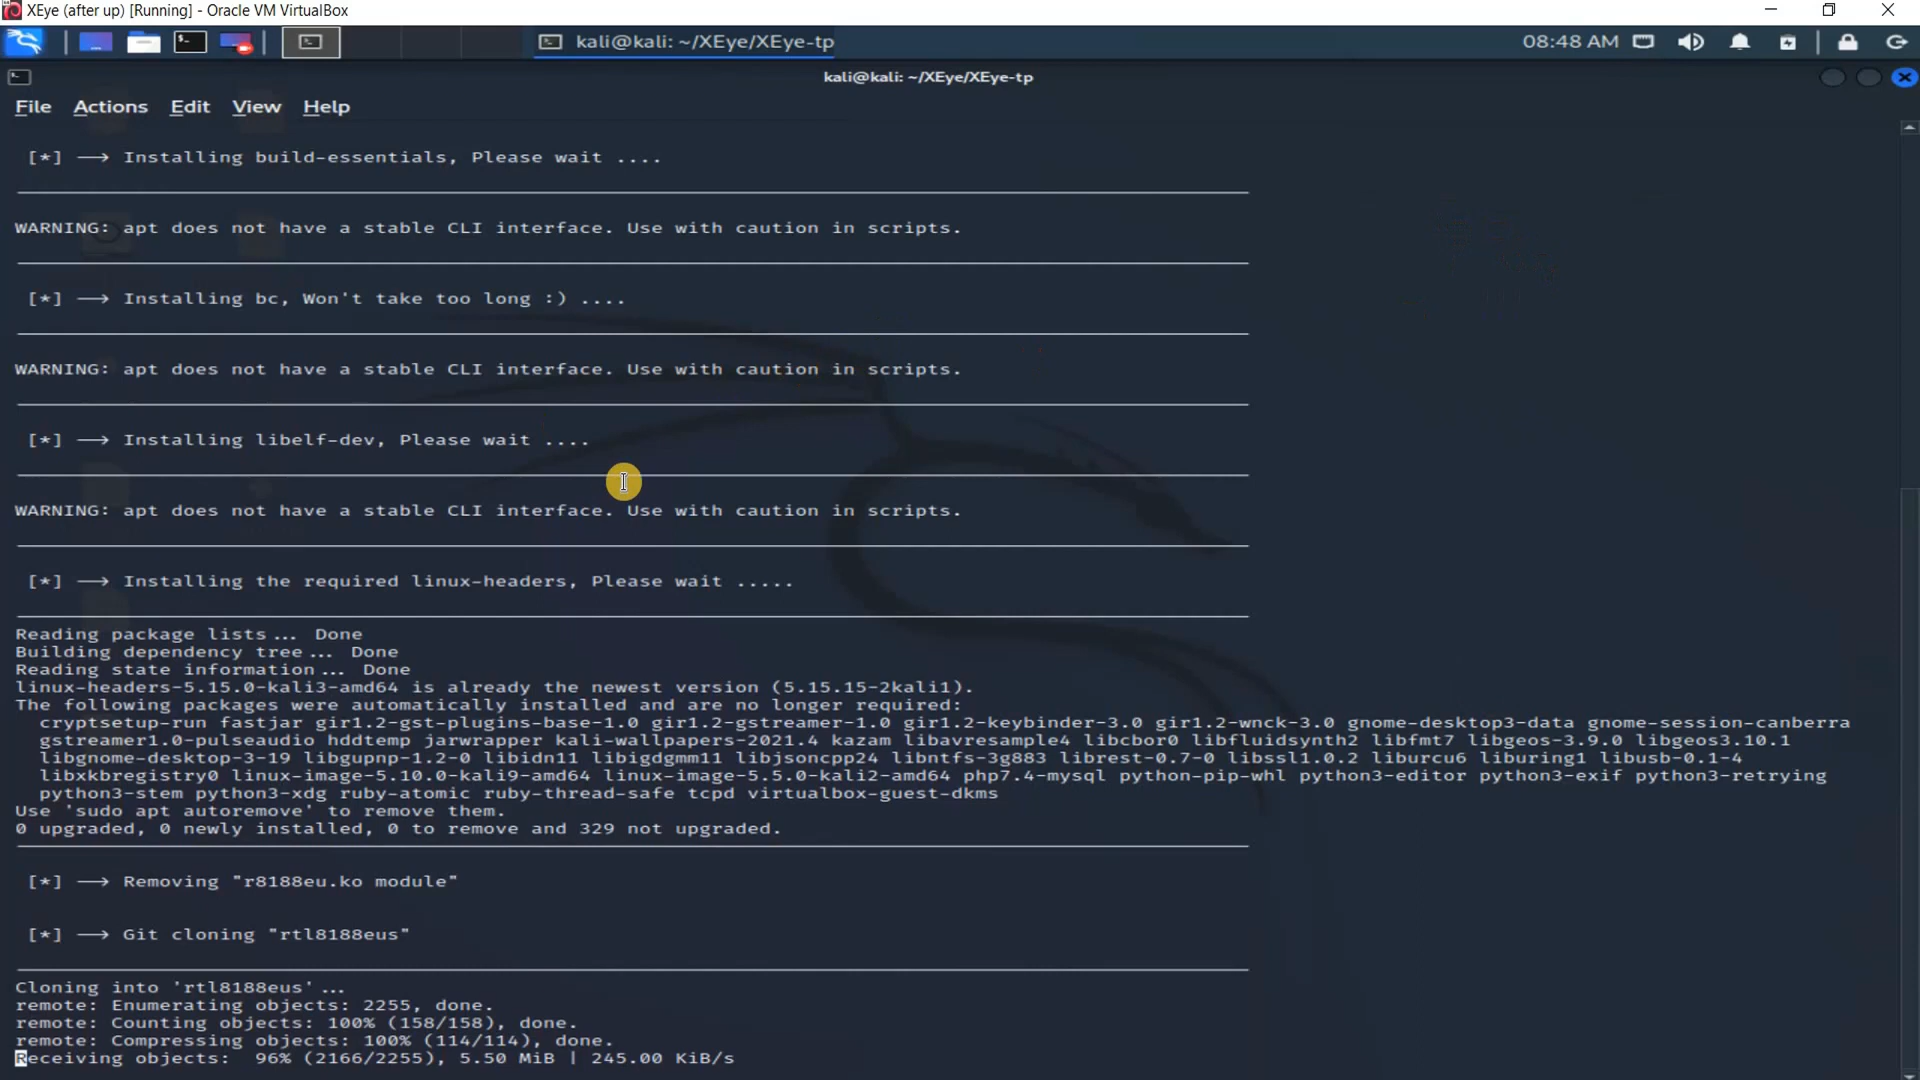 XEye (after up) [Running] - Oracle VM VirtualBox
kali@kali: ~/XEye/XEye-tp
08:48 AM
kali@kali: ~/XEye/XEye-tp
File Actions Edit View Help
[*] ⟶ Installing build-essentials, Please wait ....
WARNING: apt does not have a stable CLI interface. Use with caution in scripts.
[*] ⟶ Installing bc, Won't take too long :) ....
WARNING: apt does not have a stable CLI interface. Use with caution in scripts.
[*] ⟶ Installing libelf-dev, Please wait ....
WARNING: apt does not have a stable CLI interface. Use with caution in scripts.
[*] ⟶ Installing the required linux-headers, Please wait .....
Reading package lists... Done
Building dependency tree... Done
Reading state information... Done
linux-headers-5.15.0-kali3-amd64 is already the newest version (5.15.15-2kali1).
The following packages were automatically installed and are no longer required:
cryptsetup-run fastjar gir1.2-gst-plugins-base-1.0 gir1.2-gstreamer-1.0 gir1.2-keybinder-3.0 gir1.2-wnck-3.0 gnome-desktop3-data gnome-session-canberra
gstreamer1.0-pulseaudio hddtemp jarwrapper kali-wallpapers-2021.4 kazam libavresample4 libcbor0 libfluidsynth2 libfmt7 libgeos-3.9.0 libgeos3.10.1
libgnome-desktop-3-19 libgupnp-1.2-0 libidn11 libigdgmm11 libjsoncpp24 libntfs-3g883 librest-0.7-0 libssl1.0.2 liburcu6 liburing1 libusb-0.1-4
libxkbregistry0 linux-image-5.10.0-kali9-amd64 linux-image-5.5.0-kali2-amd64 php7.4-mysql python-pip-whl python3-editor python3-exif python3-retrying
python3-stem python3-xdg ruby-atomic ruby-thread-safe tcpd virtualbox-guest-dkms
Use 'sudo apt autoremove' to remove them.
0 upgraded, 0 newly installed, 0 to remove and 329 not upgraded.
[*] ⟶ Removing "r8188eu.ko module"
[*] ⟶ Git cloning "rtl8188eus"
Cloning into 'rtl8188eus'...
remote: Enumerating objects: 2255, done.
remote: Counting objects: 100% (158/158), done.
remote: Compressing objects: 100% (114/114), done.
Receiving objects:  96% (2166/2255), 5.50 MiB | 245.00 KiB/s